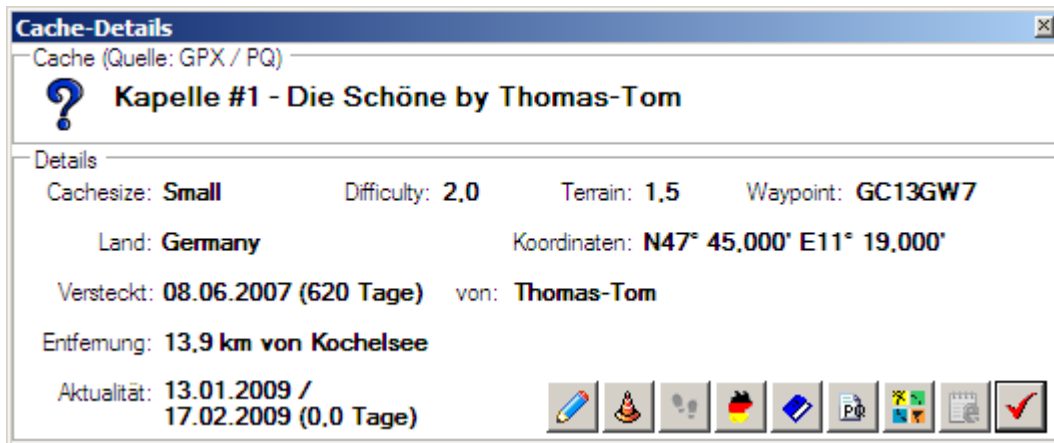 Cache-Details
Cache (Quelle: GPX / PQ)
Kapelle #1 - Die Schöne by Thomas-Tom
Details
Cachesize: Small Difficulty: 2,0 Terrain: 1,5 Waypoint: GC13GW7
Land: Germany Koordinaten: N47° 45,000' E11° 19,000'
Versteckt: 08.06.2007 (620 Tage) von: Thomas-Tom
Entfernung: 13,9 km von Kochelsee
Aktualität: 13.01.2009 /
17.02.2009 (0,0 Tage)
PQ